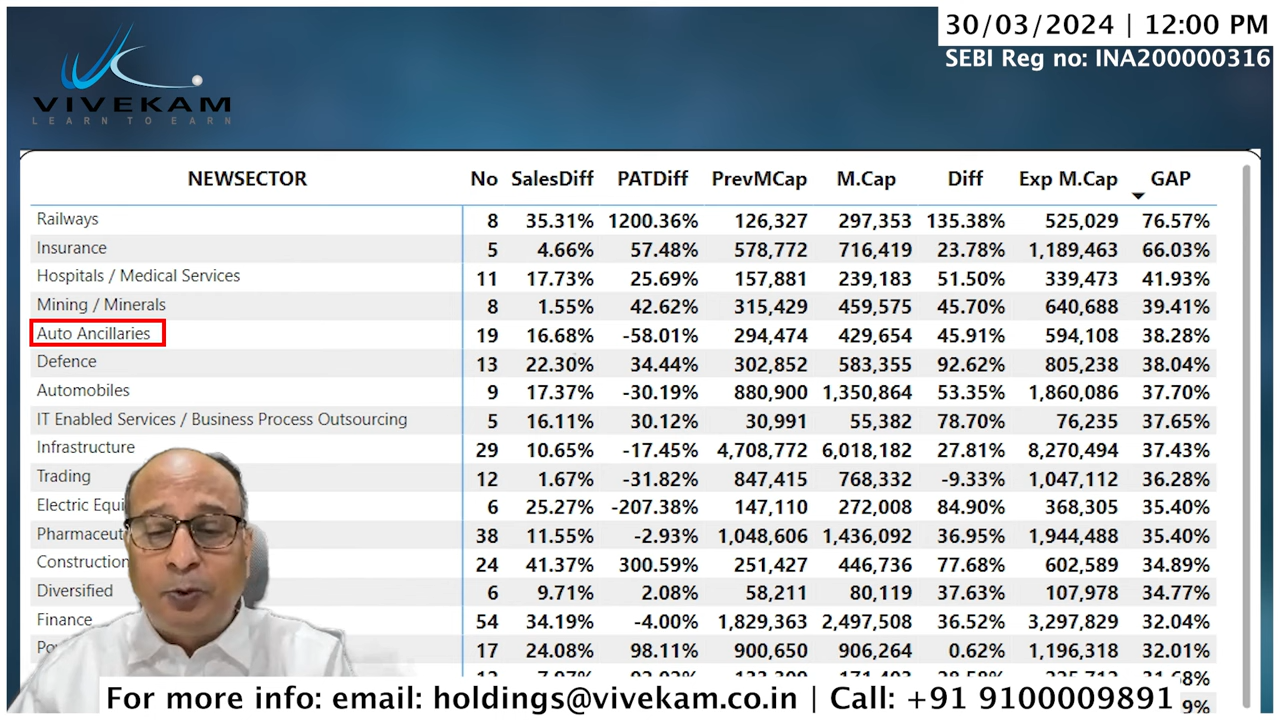 30/03/2024 | 12:00 PM
SEBI Reg no: INA200000316
VIVEKAM
LEARN TO EARN
NEWSECTOR No SalesDiff PATDiff PrevMCap M.Cap Diff Exp M.Cap GAP
Railways 8 35.31% 1200.36% 126,327 297,353 135.38% 525,029 76.57%
Insurance 5 4.66% 57.48% 578,772 716,419 23.78% 1,189,463 66.03%
Hospitals / Medical Services 11 17.73% 25.69% 157,881 239,183 51.50% 339,473 41.93%
Mining / Minerals 8 1.55% 42.62% 315,429 459,575 45.70% 640,688 39.41%
Auto Ancillaries 19 16.68% -58.01% 294,474 429,654 45.91% 594,108 38.28%
Defence 13 22.30% 34.44% 302,852 583,355 92.62% 805,238 38.04%
Automobiles 9 17.37% -30.19% 880,900 1,350,864 53.35% 1,860,086 37.70%
IT Enabled Services / Business Process Outsourcing 5 16.11% 30.12% 30,991 55,382 78.70% 76,235 37.65%
Infrastructure 29 10.65% -17.45% 4,708,772 6,018,182 27.81% 8,270,494 37.43%
Trading 12 1.67% -31.82% 847,415 768,332 -9.33% 1,047,112 36.28%
Electric Equi 6 25.27% -207.38% 147,110 272,008 84.90% 368,305 35.40%
Pharmaceut 38 11.55% -2.93% 1,048,606 1,436,092 36.95% 1,944,488 35.40%
Construction 24 41.37% 300.59% 251,427 446,736 77.68% 602,589 34.89%
Diversified 6 9.71% 2.08% 58,211 80,119 37.63% 107,978 34.77%
Finance 54 34.19% -4.00% 1,829,363 2,497,508 36.52% 3,297,829 32.04%
Po 17 24.08% 98.11% 900,650 906,264 0.62% 1,196,318 32.01%
For more info: email: holdings@vivekam.co.in | Call: +91 9100009891